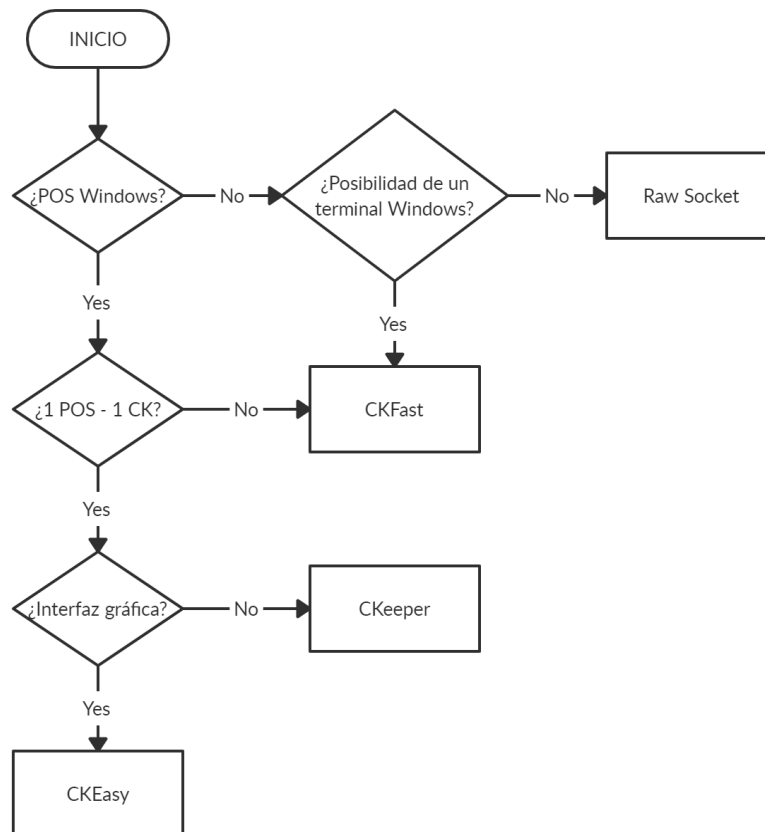 INICIO
¿POS Windows?
No
¿Posibilidad de un
terminal Windows?
No
Raw Socket
Yes
Yes
¿1 POS - 1 CK?
No
CKFast
Yes
¿Interfaz gráfica?
No
CKeeper
Yes
CKEasy